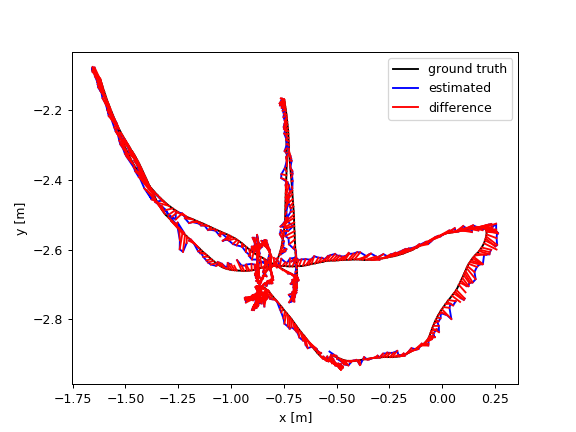 ground truth
estimated
difference
−2.2
−2.4
−2.6
−2.8
y [m]
−1.75 −1.50 −1.25 −1.00 −0.75 −0.50 −0.25 0.00 0.25
x [m]